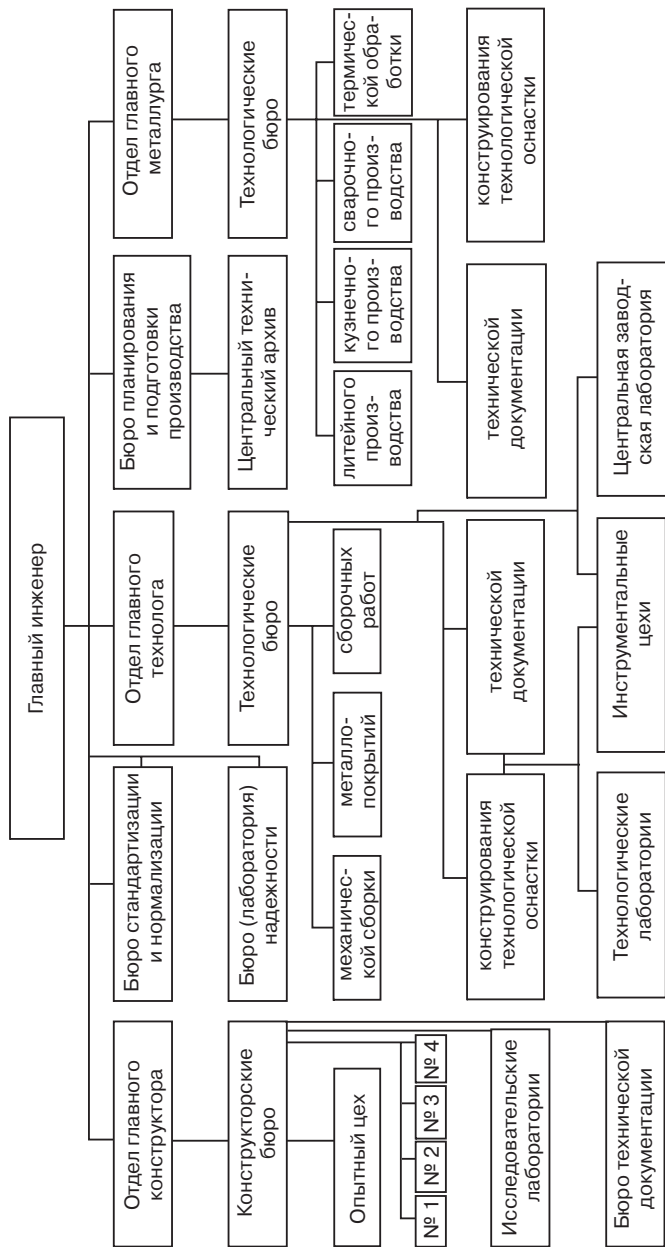 Главный инженер
Отдел главного
конструктора
Бюро стандартизации
и нормализации
Отдел главного
технолога
Бюро планирования
и подготовки
производства
Отдел главного
металлурга
Конструкторские
бюро
Бюро (лаборатория)
надежности
Технологические
бюро
Центральный техни-
ческий архив
Технологические
бюро
Опытный цех
механичес-
кой сборки
металло-
покрытий
сборочных
работ
литейного
произ-
водства
кузнечно-
го произ-
водства
сварочно-
го произ-
водства
термичес-
кой обра-
ботки
№ 1
№ 2
№ 3
№ 4
Исследовательские
лаборатории
конструирования
технологической
оснастки
технической
документации
технической
документации
конструирования
технологической
оснастки
Бюро технической
документации
Технологические
лаборатории
Инструментальные
цехи
Центральная завод-
ская лаборатория